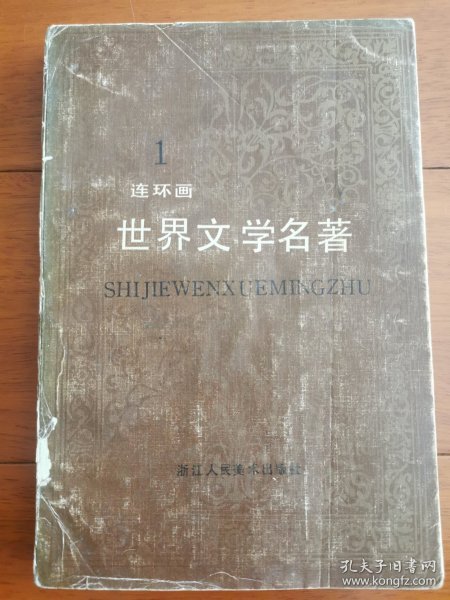 1
连环画
世界文学名著
SHIJIEWENXUEMINGZHU
浙江人民美术出版社
孔夫子旧书网
www.kongfz.com